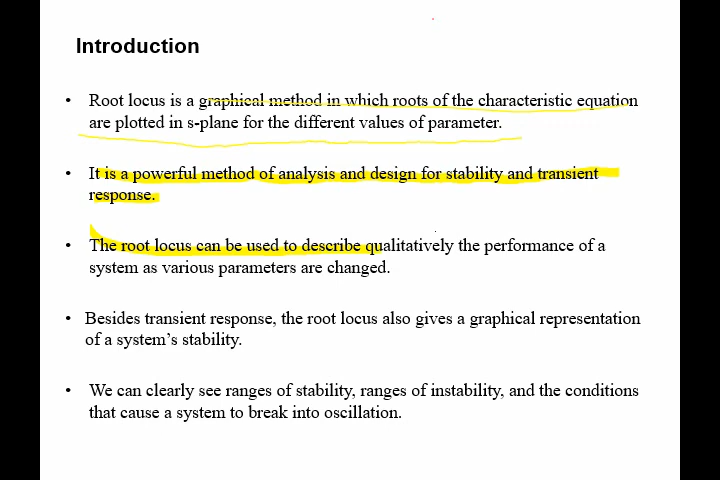 Introduction
• Root locus is a graphical method in which roots of the characteristic equation
are plotted in s-plane for the different values of parameter.
• It is a powerful method of analysis and design for stability and transient
response.
• The root locus can be used to describe qualitatively the performance of a
system as various parameters are changed.
• Besides transient response, the root locus also gives a graphical representation
of a system’s stability.
• We can clearly see ranges of stability, ranges of instability, and the conditions
that cause a system to break into oscillation.